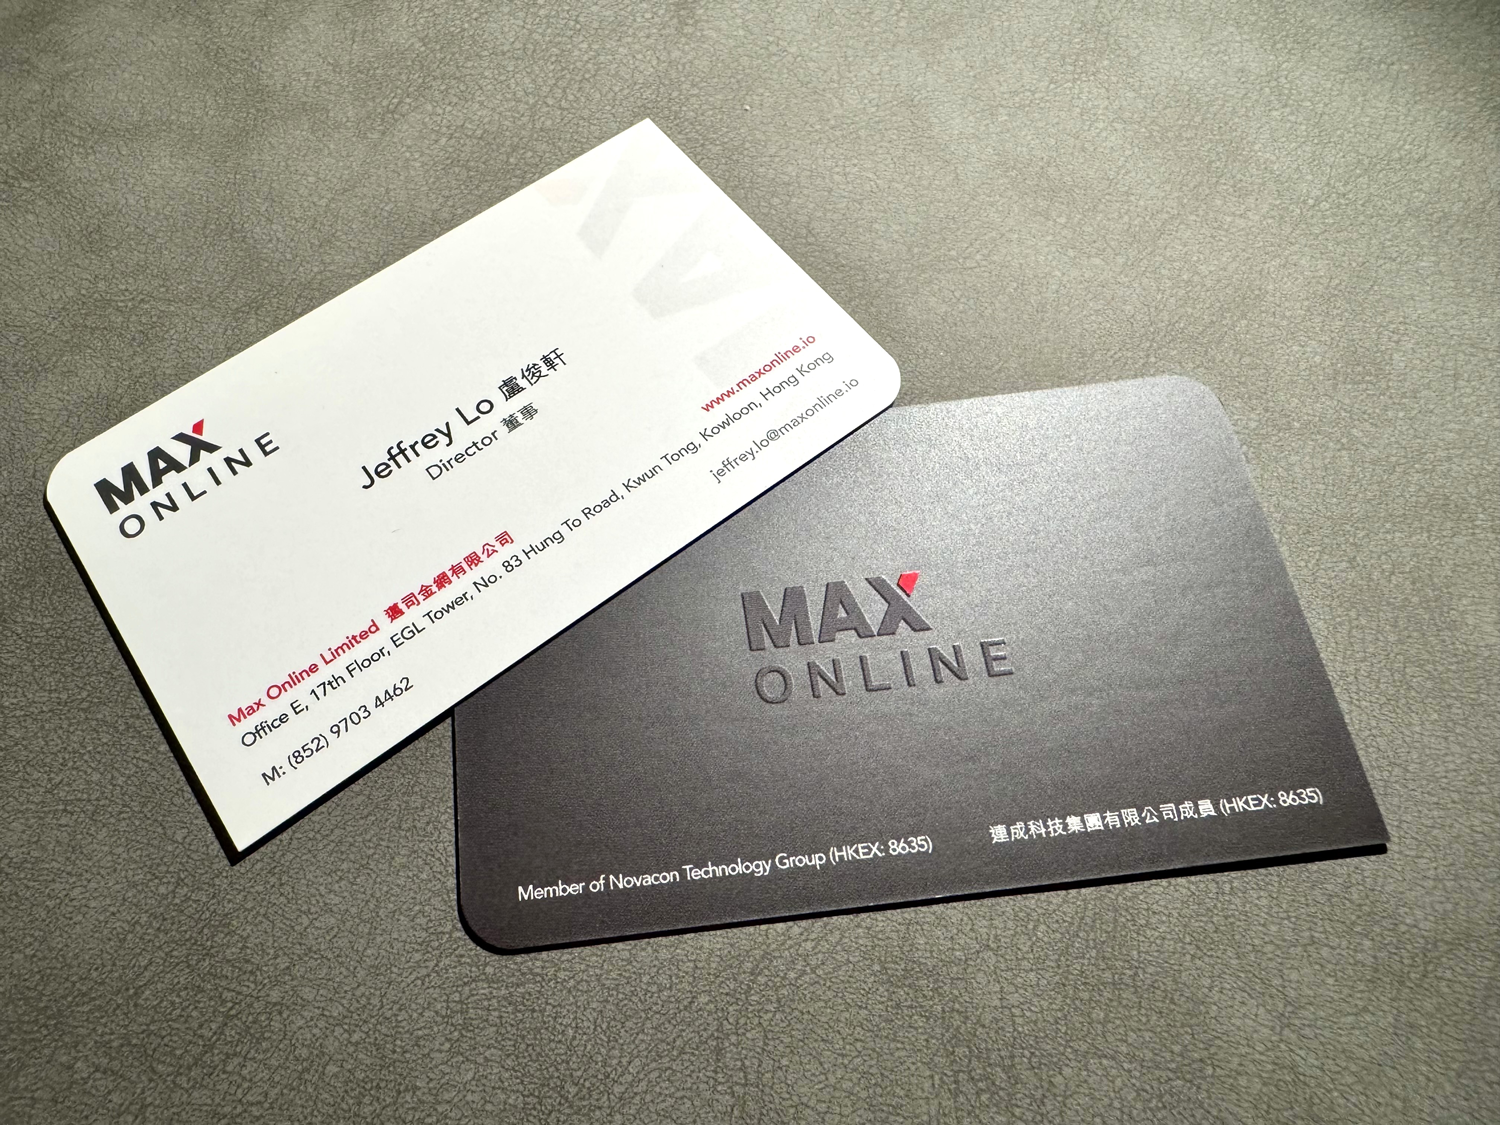 MAX
ONLINE
Jeffrey Lo 盧俊軒
Director 董事
Max Online Limited 邁司金網有限公司
Office E, 17th Floor, EGL Tower, No. 83 Hung To Road, Kwun Tong, Kowloon, Hong Kong
M: (852) 9703 4462
www.maxonline.io
jeffrey.lo@maxonline.io
MAX
ONLINE
Member of Novacon Technology Group (HKEX: 8635)
連成科技集團有限公司成員 (HKEX: 8635)